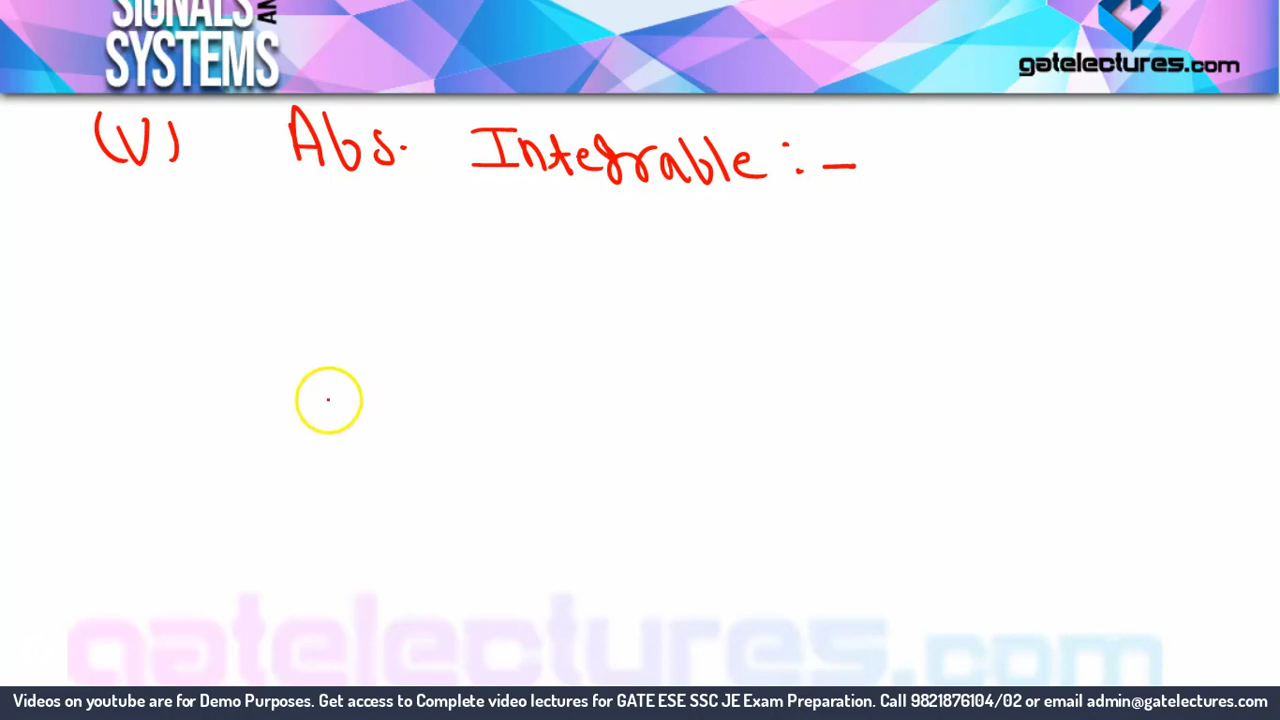 SIGNALS AN
SYSTEMS
gatelectures.com
(V) Abs. Integrable :-
gatelectures.com
Videos on youtube are for Demo Purposes. Get access to Complete video lectures for GATE ESE SSC JE Exam Preparation. Call 9821876104/02 or email admin@gatelectures.com